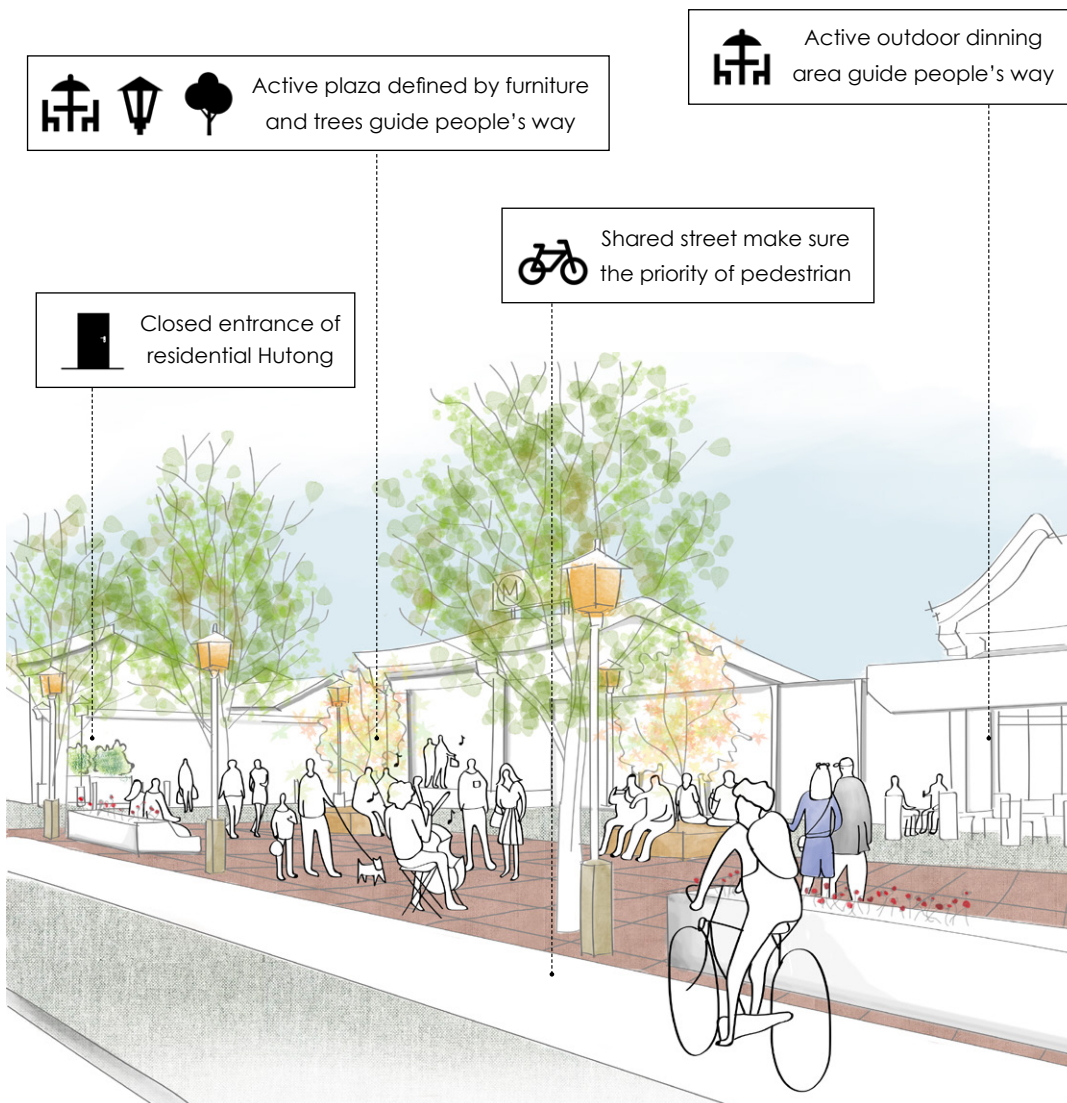 Active outdoor dinning
area guide people's way
Active plaza defined by furniture
and trees guide people's way
Shared street make sure
the priority of pedestrian
Closed entrance of
residential Hutong
M